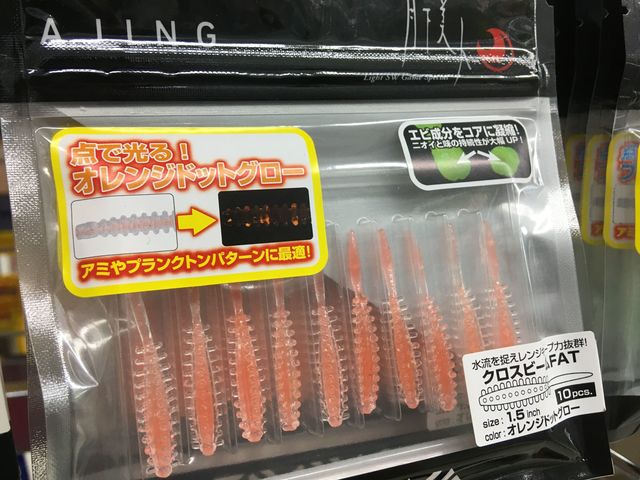 AJING
月下美人
Light SW Game Special
点で光る!
オレンジドットグロー
アミやプランクトンパターンに最適!
エビ成分をコアに凝縮!
ニオイと味の持続性が大幅UP!
水流を捉えレンジキープ力抜群!
クロスビームFAT
10pcs.
size : 1.5 inch
color : オレンジドットグロー